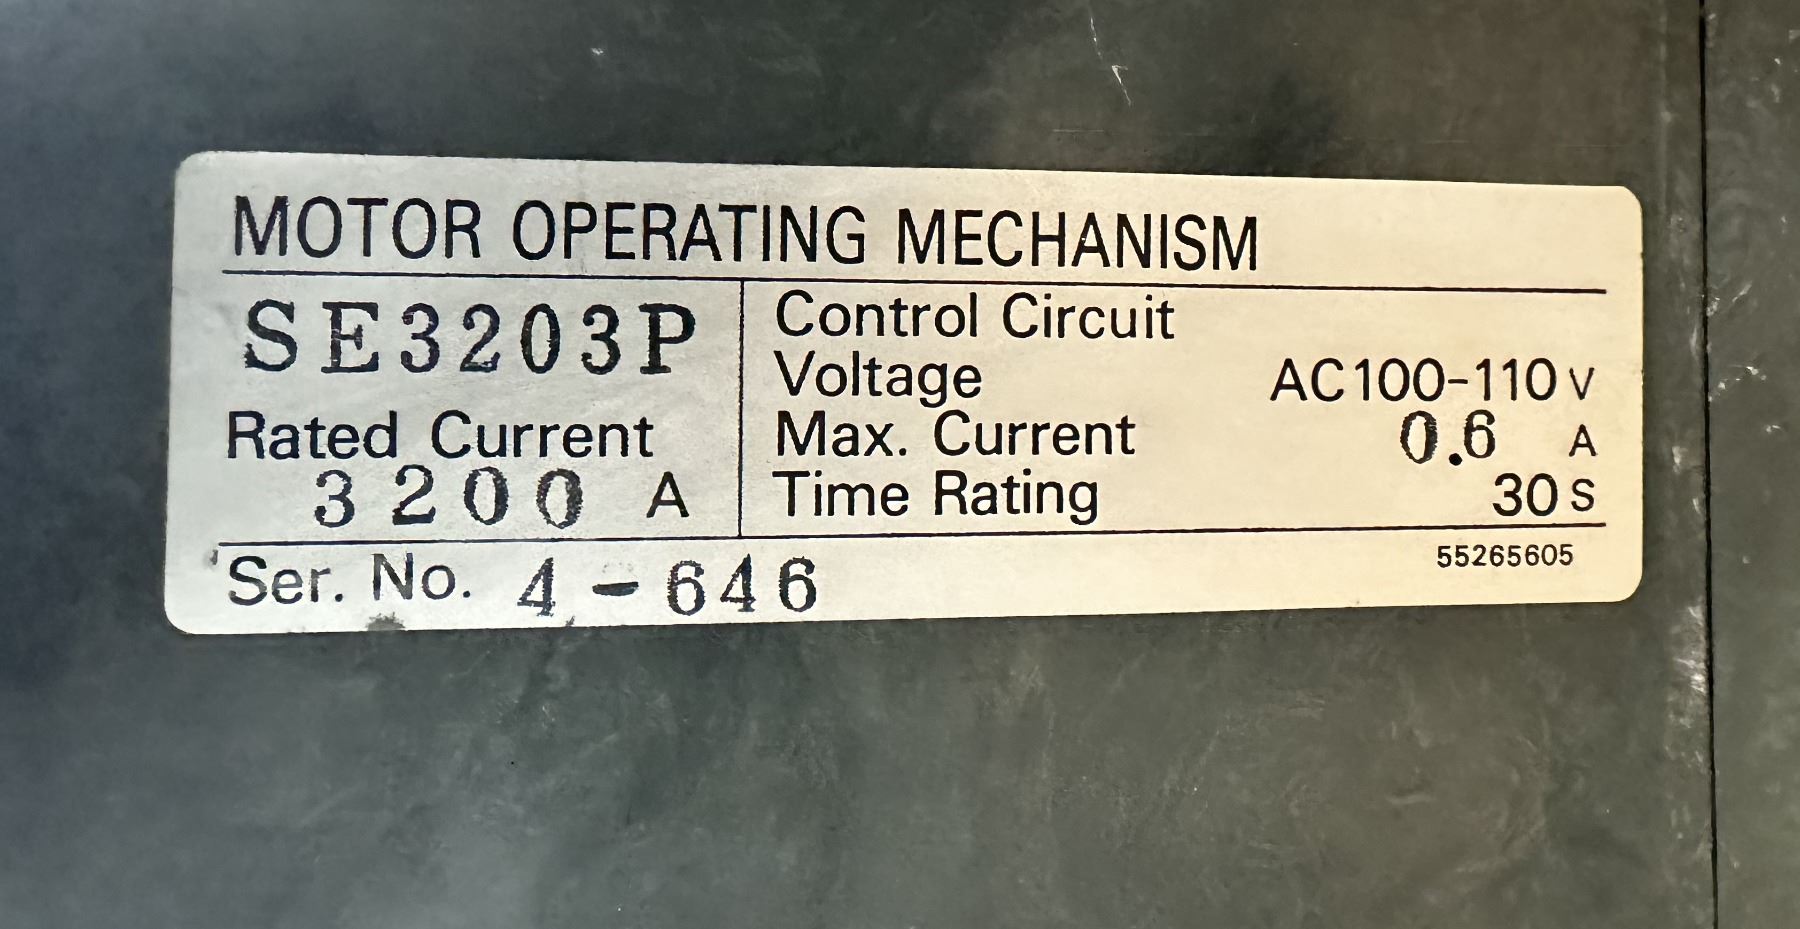 MOTOR OPERATING MECHANISM
SE3203P
Rated Current
3200 A
Control Circuit
Voltage AC100-110 V
Max. Current 0.6 A
Time Rating 30 S
Ser. No. 4-646
55265605